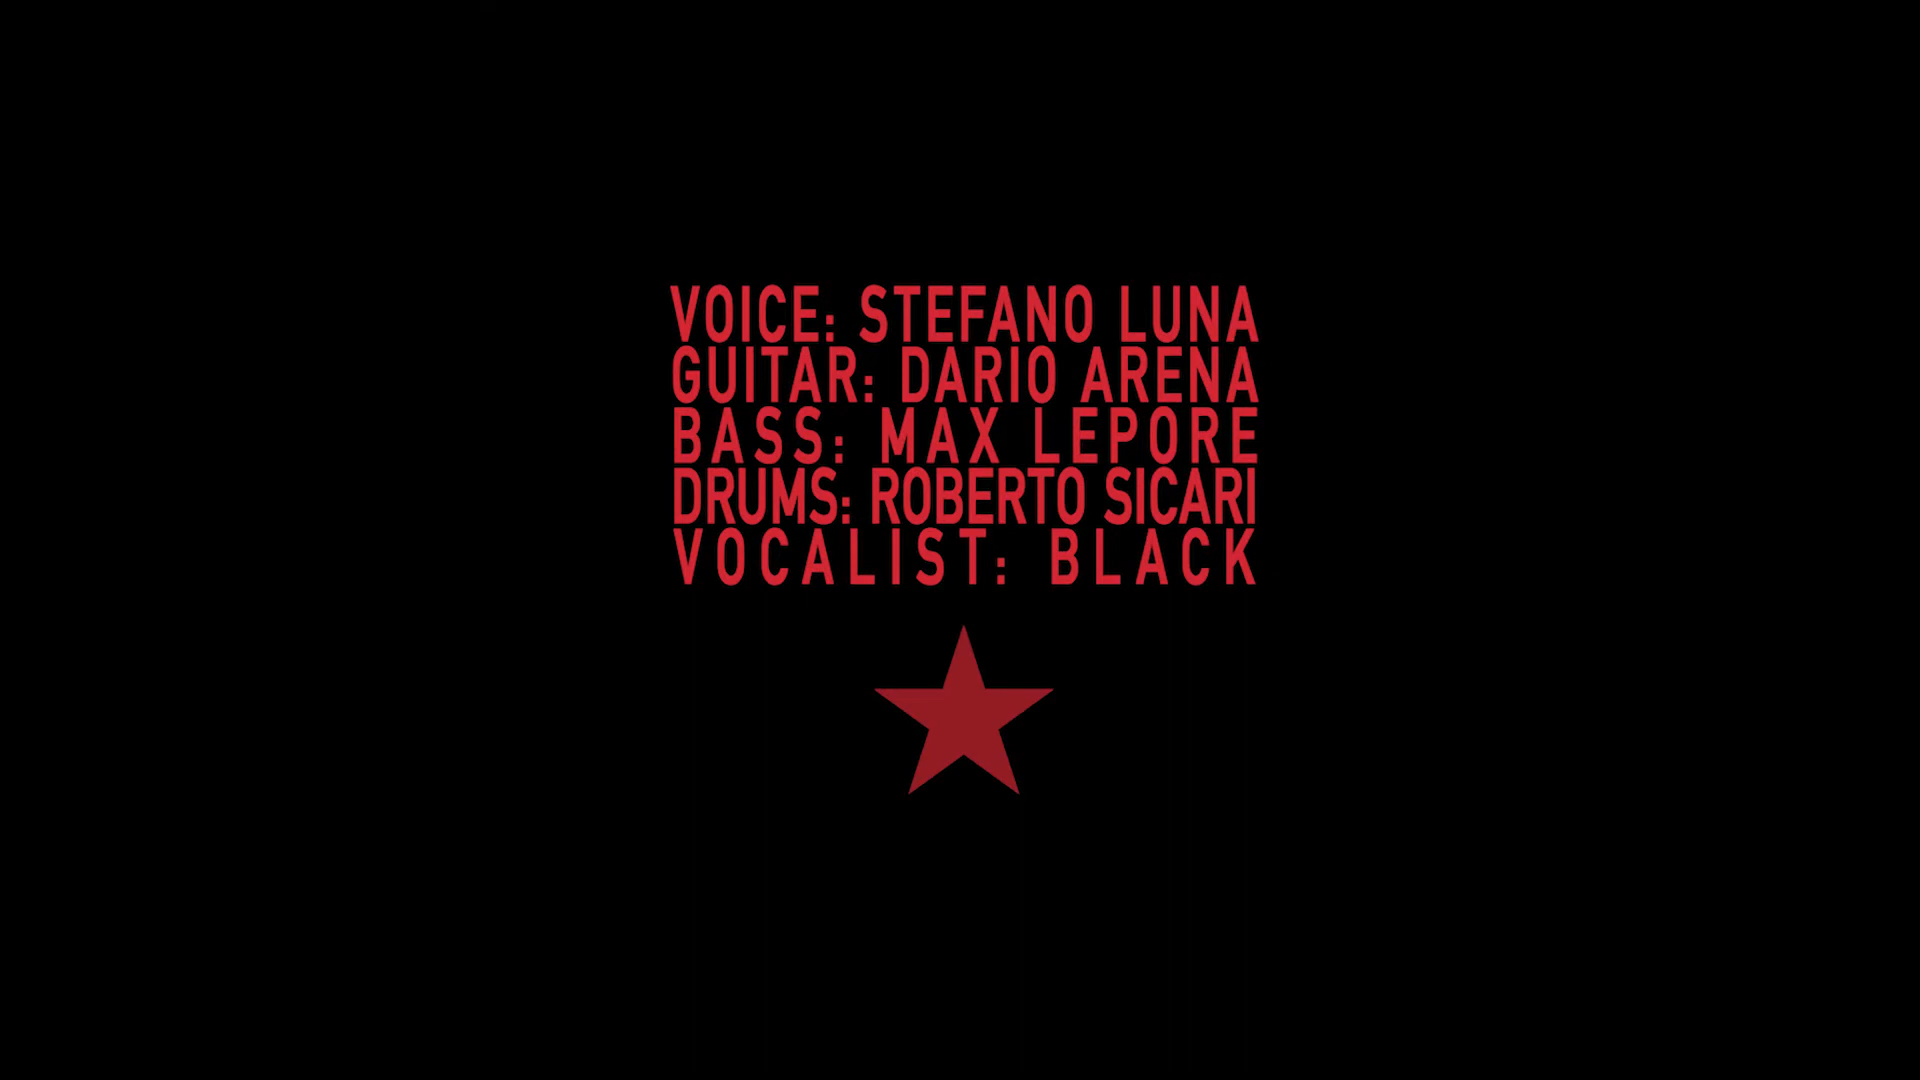 VOICE: STEFANO LUNA
GUITAR: DARIO ARENA
BASS: MAX LEPORE
DRUMS: ROBERTO SICARI
VOCALIST: BLACK